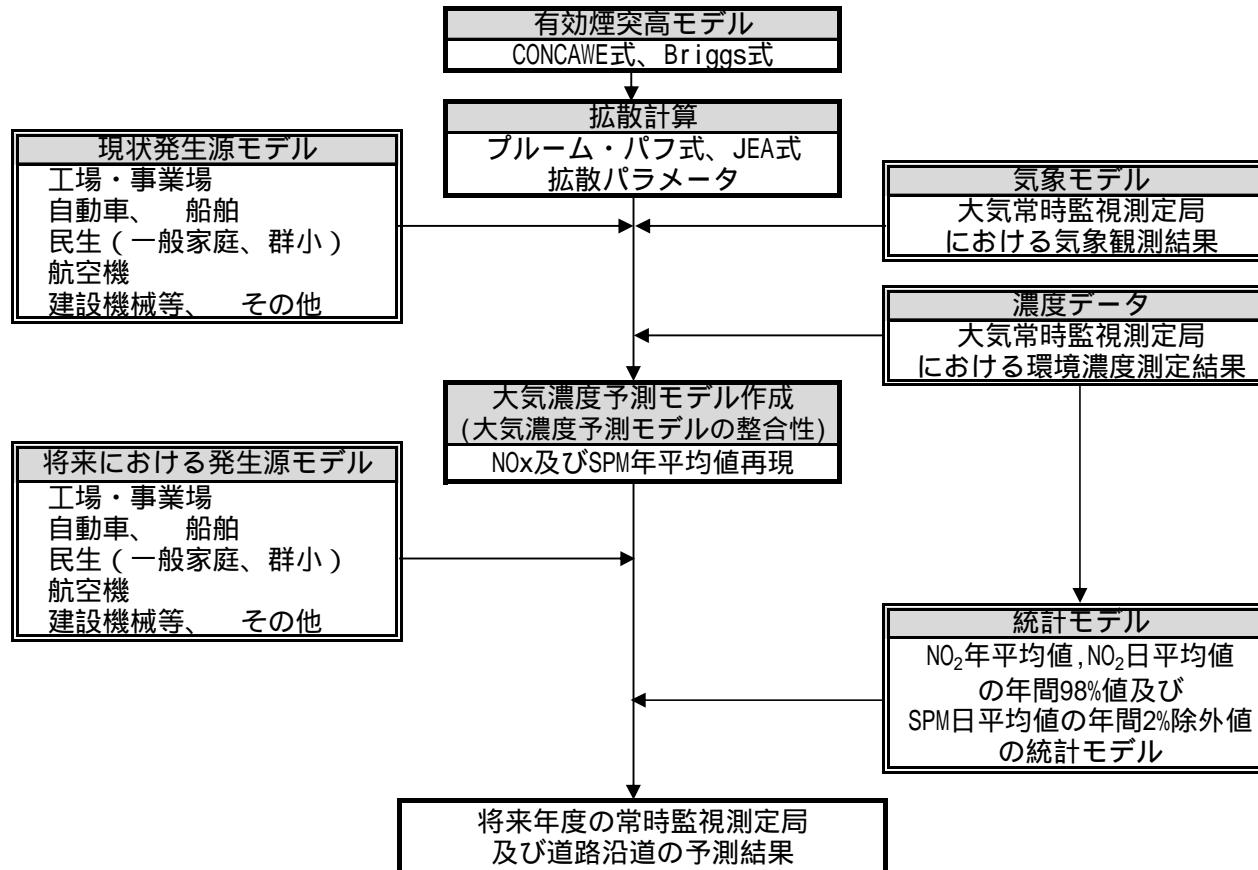 有効煙突高モデル
CONCAWE式、Briggs式
拡散計算
プルーム・パフ式、JEA式
拡散パラメータ
現状発生源モデル
工場・事業場
自動車、　船舶
民生（一般家庭、群小）
航空機
建設機械等、　その他
気象モデル
大気常時監視測定局
における気象観測結果
濃度データ
大気常時監視測定局
における環境濃度測定結果
大気濃度予測モデル作成
(大気濃度予測モデルの整合性)
NOx及びSPM年平均値再現
将来における発生源モデル
工場・事業場
自動車、　船舶
民生（一般家庭、群小）
航空機
建設機械等、　その他
統計モデル
NO₂年平均値,NO₂日平均値
の年間98%値及び
SPM日平均値の年間2%除外値
の統計モデル
将来年度の常時監視測定局
及び道路沿道の予測結果